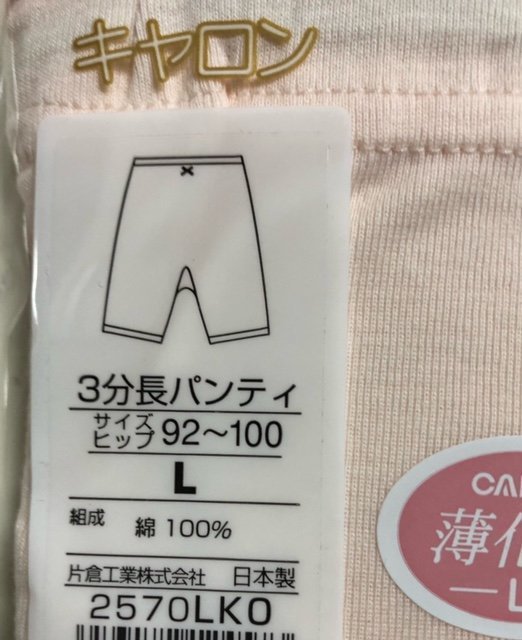 キャロン
3分長パンティ
サイズ
ヒップ 92〜100
L
組成 綿 100%
片倉工業株式会社 日本製
2570LKO
薄